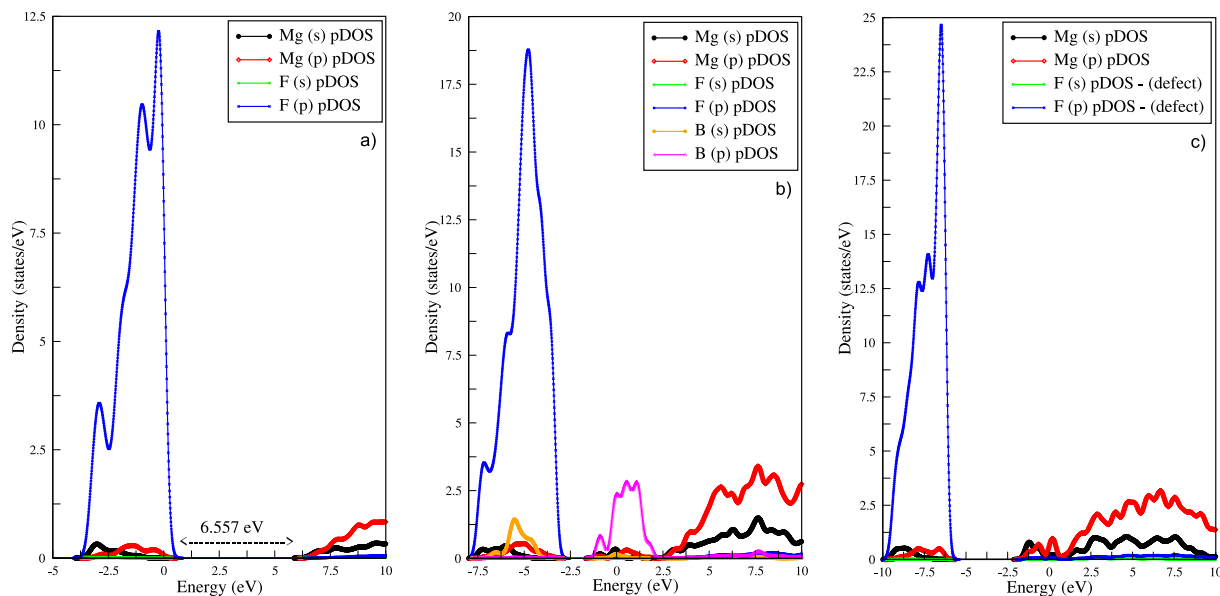 12.5
10
7.5
5
2.5
0
-5
-2.5
0
2.5
5
7.5
10
Energy (eV)
Density (states/eV)
Mg (s) pDOS
Mg (p) pDOS
F (s) pDOS
F (p) pDOS
a)
6.557 eV
20
17.5
15
12.5
10
7.5
5
2.5
0
-7.5
-5
-2.5
0
2.5
5
7.5
10
Energy (eV)
Density (states/eV)
Mg (s) pDOS
Mg (p) pDOS
F (s) pDOS
F (p) pDOS
B (s) pDOS
B (p) pDOS
b)
25
22.5
20
17.5
15
12.5
10
7.5
5
2.5
0
-10
-7.5
-5
-2.5
0
2.5
5
7.5
10
Energy (eV)
Density (states/eV)
Mg (s) pDOS
Mg (p) pDOS
F (s) pDOS - (defect)
F (p) pDOS - (defect)
c)